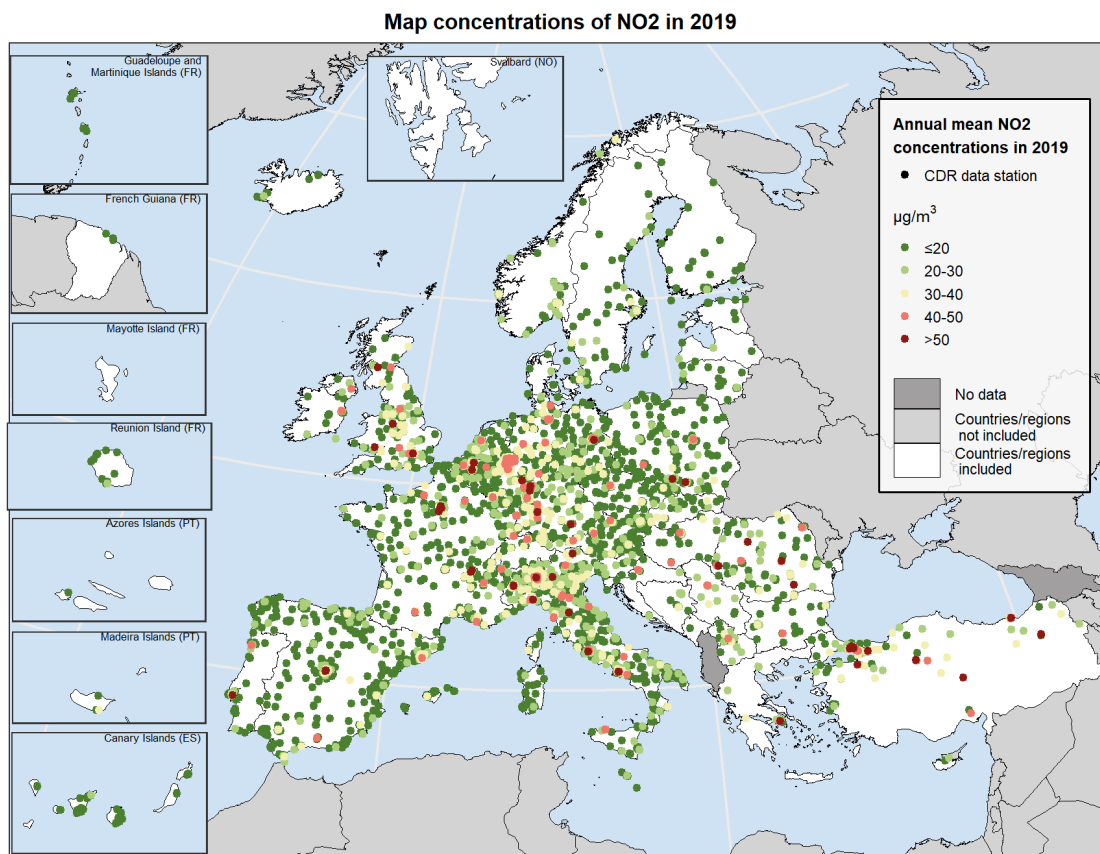 Map concentrations of NO2 in 2019
Guadeloupe and
Martinique Islands (FR)
Svalbard (NO)
French Guiana (FR)
Mayotte Island (FR)
Reunion Island (FR)
Azores Islands (PT)
Madeira Islands (PT)
Canary Islands (ES)
Annual mean NO2
concentrations in 2019
CDR data station
µg/m³
≤20
20-30
30-40
40-50
>50
No data
Countries/regions
not included
Countries/regions
included